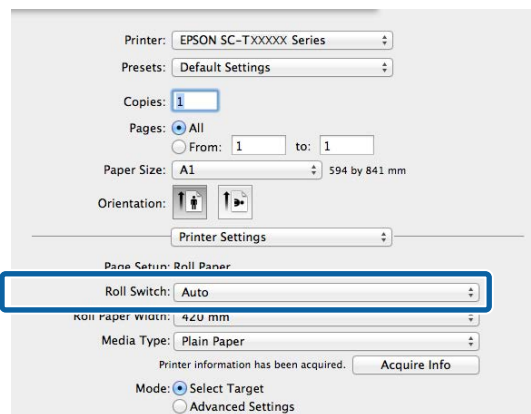 Printer: EPSON SC-TXXXXX Series
Presets: Default Settings
Copies: 1
Pages: All
From: 1 to: 1
Paper Size: A1 594 by 841 mm
Orientation:
Printer Settings
Page Setup: Roll Paper
Roll Switch: Auto
Roll Paper Width: 420 mm
Media Type: Plain Paper
Printer information has been acquired. Acquire Info
Mode: Select Target
Advanced Settings